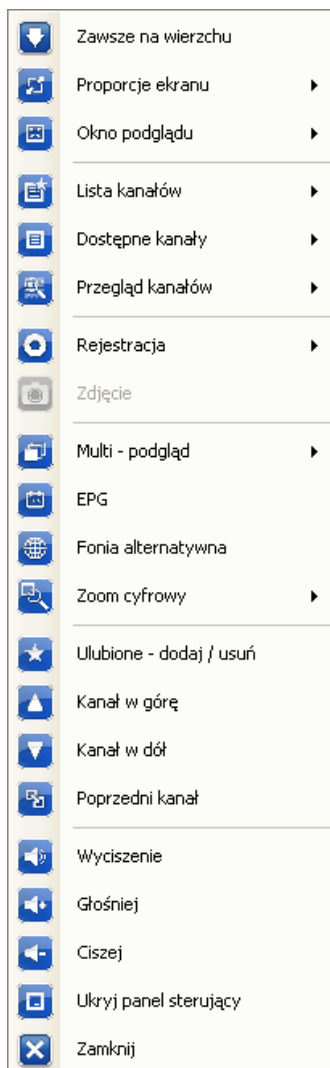 Zawsze na wierzchu
Proporcje ekranu
Okno podglądu
Lista kanałów
Dostępne kanały
Przegląd kanałów
Rejestracja
Zdjęcie
Multi - podgląd
EPG
Fonia alternatywna
Zoom cyfrowy
Ulubione - dodaj / usuń
Kanał w górę
Kanał w dół
Poprzedni kanał
Wyciszenie
Głośniej
Ciszej
Ukryj panel sterujący
Zamknij